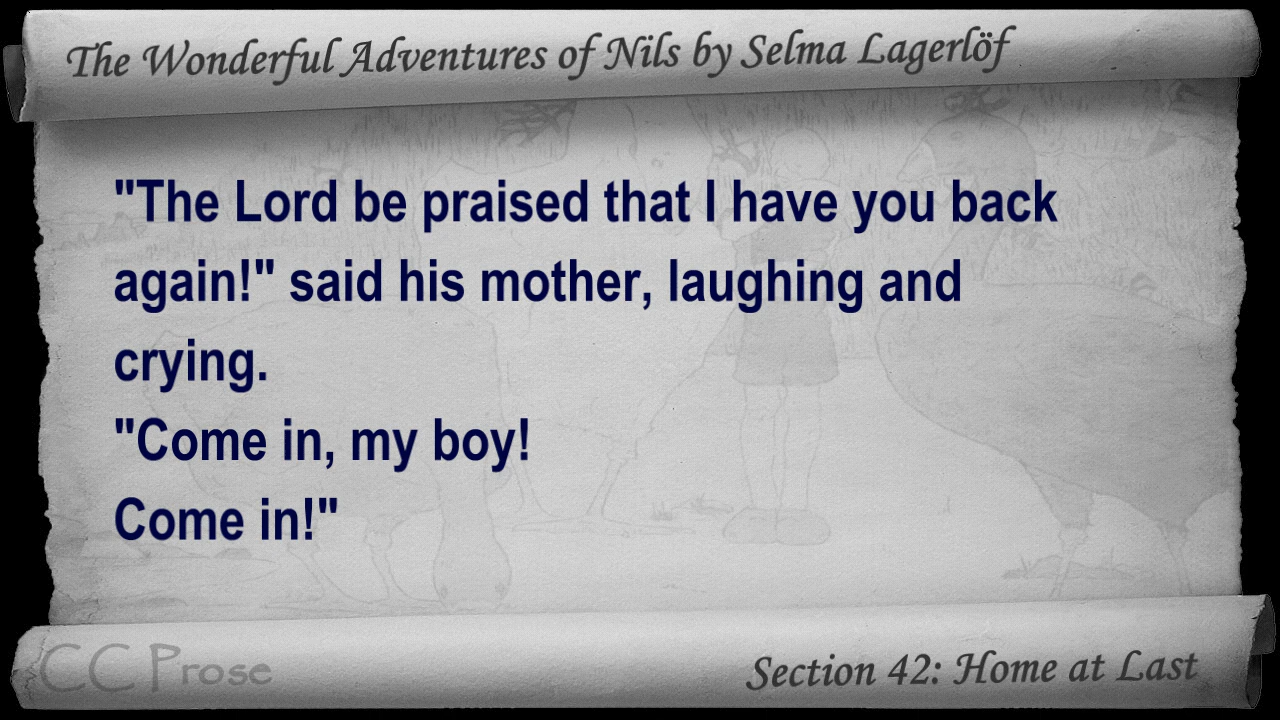 The Wonderful Adventures of Nils by Selma Lagerlöf
"The Lord be praised that I have you back
again!" said his mother, laughing and
crying.
"Come in, my boy!
Come in!"
CC Prose
Section 42: Home at Last